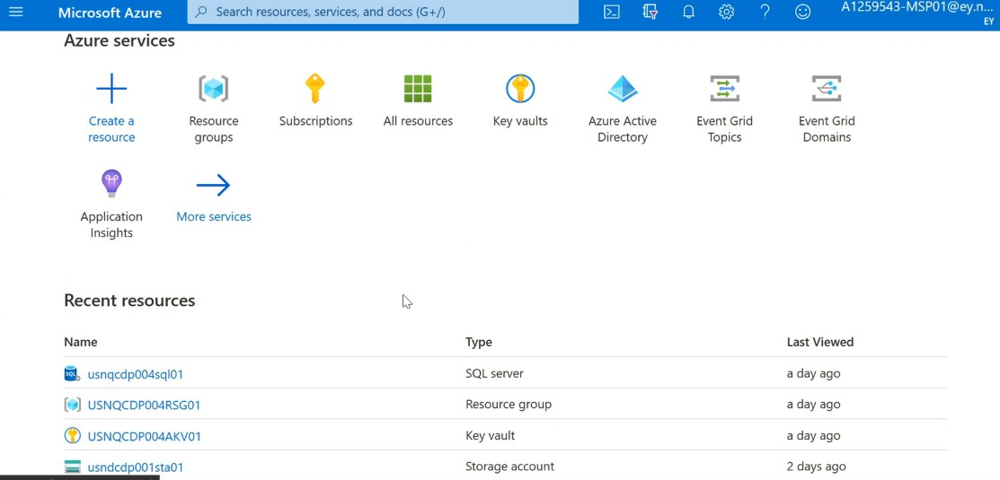 Microsoft Azure
Search resources, services, and docs (G+/)
A1259543-MSP01@ey.n...
EY
Azure services
Create a resource
Resource groups
Subscriptions
All resources
Key vaults
Azure Active Directory
Event Grid Topics
Event Grid Domains
Application Insights
More services
Recent resources
Name Type Last Viewed
SQL usnqcdp004sql01 SQL server a day ago
USNQCDP004RSG01 Resource group a day ago
USNQCDP004AKV01 Key vault a day ago
usndcdp001sta01 Storage account 2 days ago